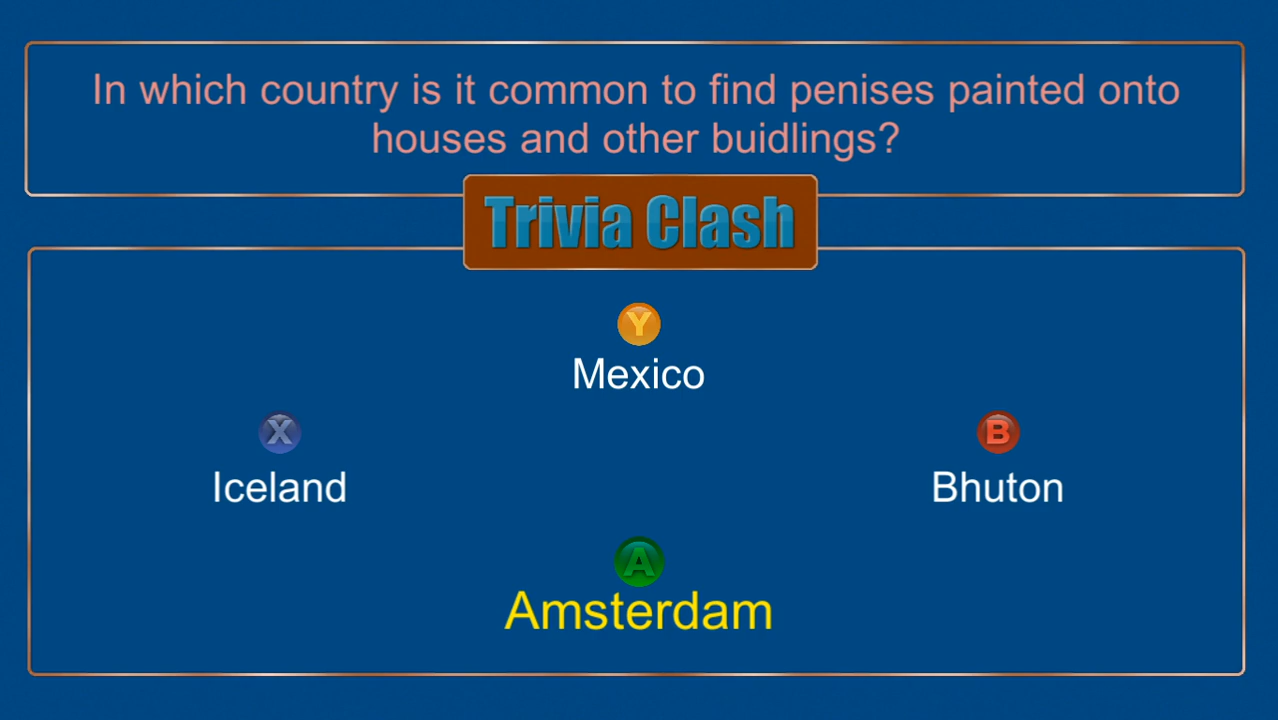 In which country is it common to find penises painted onto
houses and other buidlings?
Trivia Clash
Y
Mexico
X
Iceland
B
Bhuton
A
Amsterdam